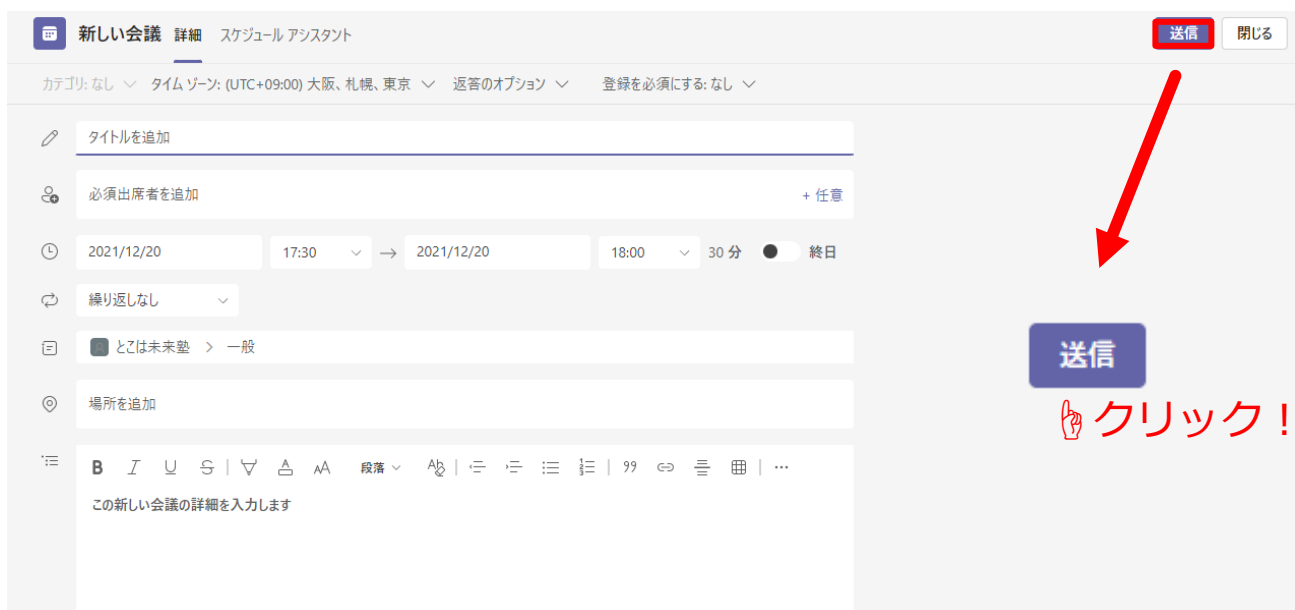 新しい会議 詳細 スケジュール アシスタント 送信 閉じる
カテゴリ: なし タイム ゾーン: (UTC+09:00) 大阪、札幌、東京 返答のオプション 登録を必須にする: なし
タイトルを追加
必須出席者を追加 + 任意
2021/12/20 17:30 → 2021/12/20 18:00 30 分 終日
繰り返しなし
とこは未来塾 > 一般
送信
場所を追加
クリック！
B I U S A AA 段落 Ab 99 ...
この新しい会議の詳細を入力します